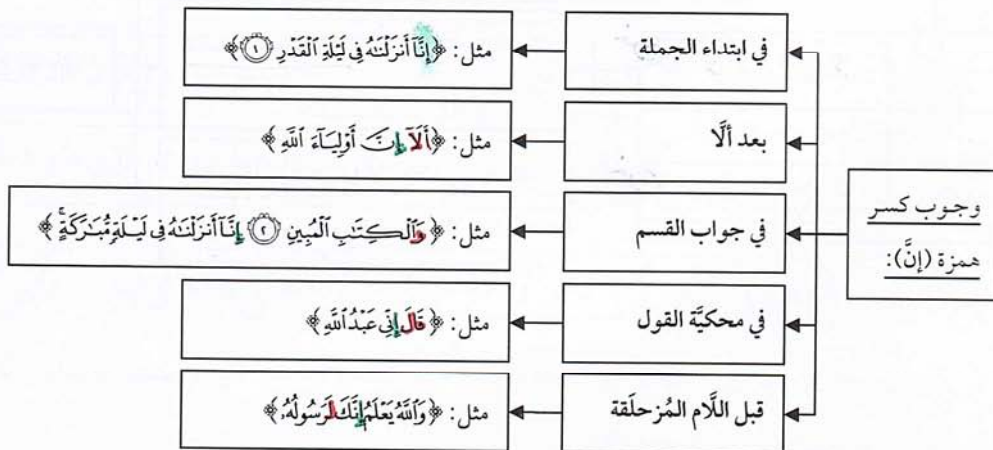 وجوب كسر
همزة (إنَّ):
في ابتداء الجملة
مثل: ﴿إِنَّآ أَنزَلْنَٰهُ فِى لَيْلَةِ ٱلْقَدْرِ ١﴾
بعد ألَّا
مثل: ﴿أَلَآ إِنَّ أَوْلِيَآءَ ٱللَّهِ﴾
في جواب القسم
مثل: ﴿وَٱلْكِتَٰبِ ٱلْمُبِينِ ٢ إِنَّآ أَنزَلْنَٰهُ فِى لَيْلَةٍ مُّبَٰرَكَةٍ﴾
في محكيَّة القول
مثل: ﴿قَالَ إِنِّى عَبْدُ ٱللَّهِ﴾
قبل اللَّام المُزحلَقة
مثل: ﴿وَٱللَّهُ يَعْلَمُ إِنَّكَ لَرَسُولُهُۥ﴾